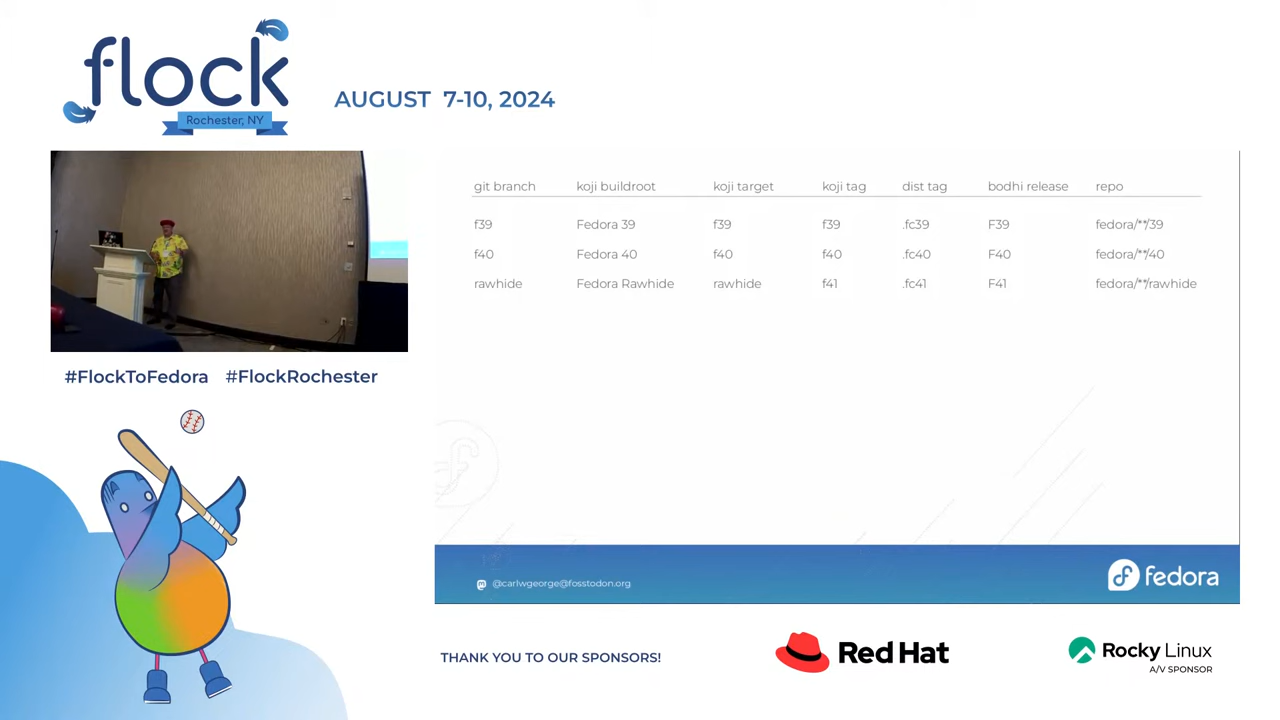 flock
Rochester, NY
AUGUST 7-10, 2024
git branch koji buildroot koji target koji tag dist tag bodhi release repo
f39 Fedora 39 f39 f39 .fc39 F39 fedora/**/39
f40 Fedora 40 f40 f40 .fc40 F40 fedora/**/40
rawhide Fedora Rawhide rawhide f41 .fc41 F41 fedora/**/rawhide
#FlockToFedora #FlockRochester
@carlwgeorge@fosstodon.org
fedora
THANK YOU TO OUR SPONSORS!
Red Hat
Rocky Linux
A/V SPONSOR